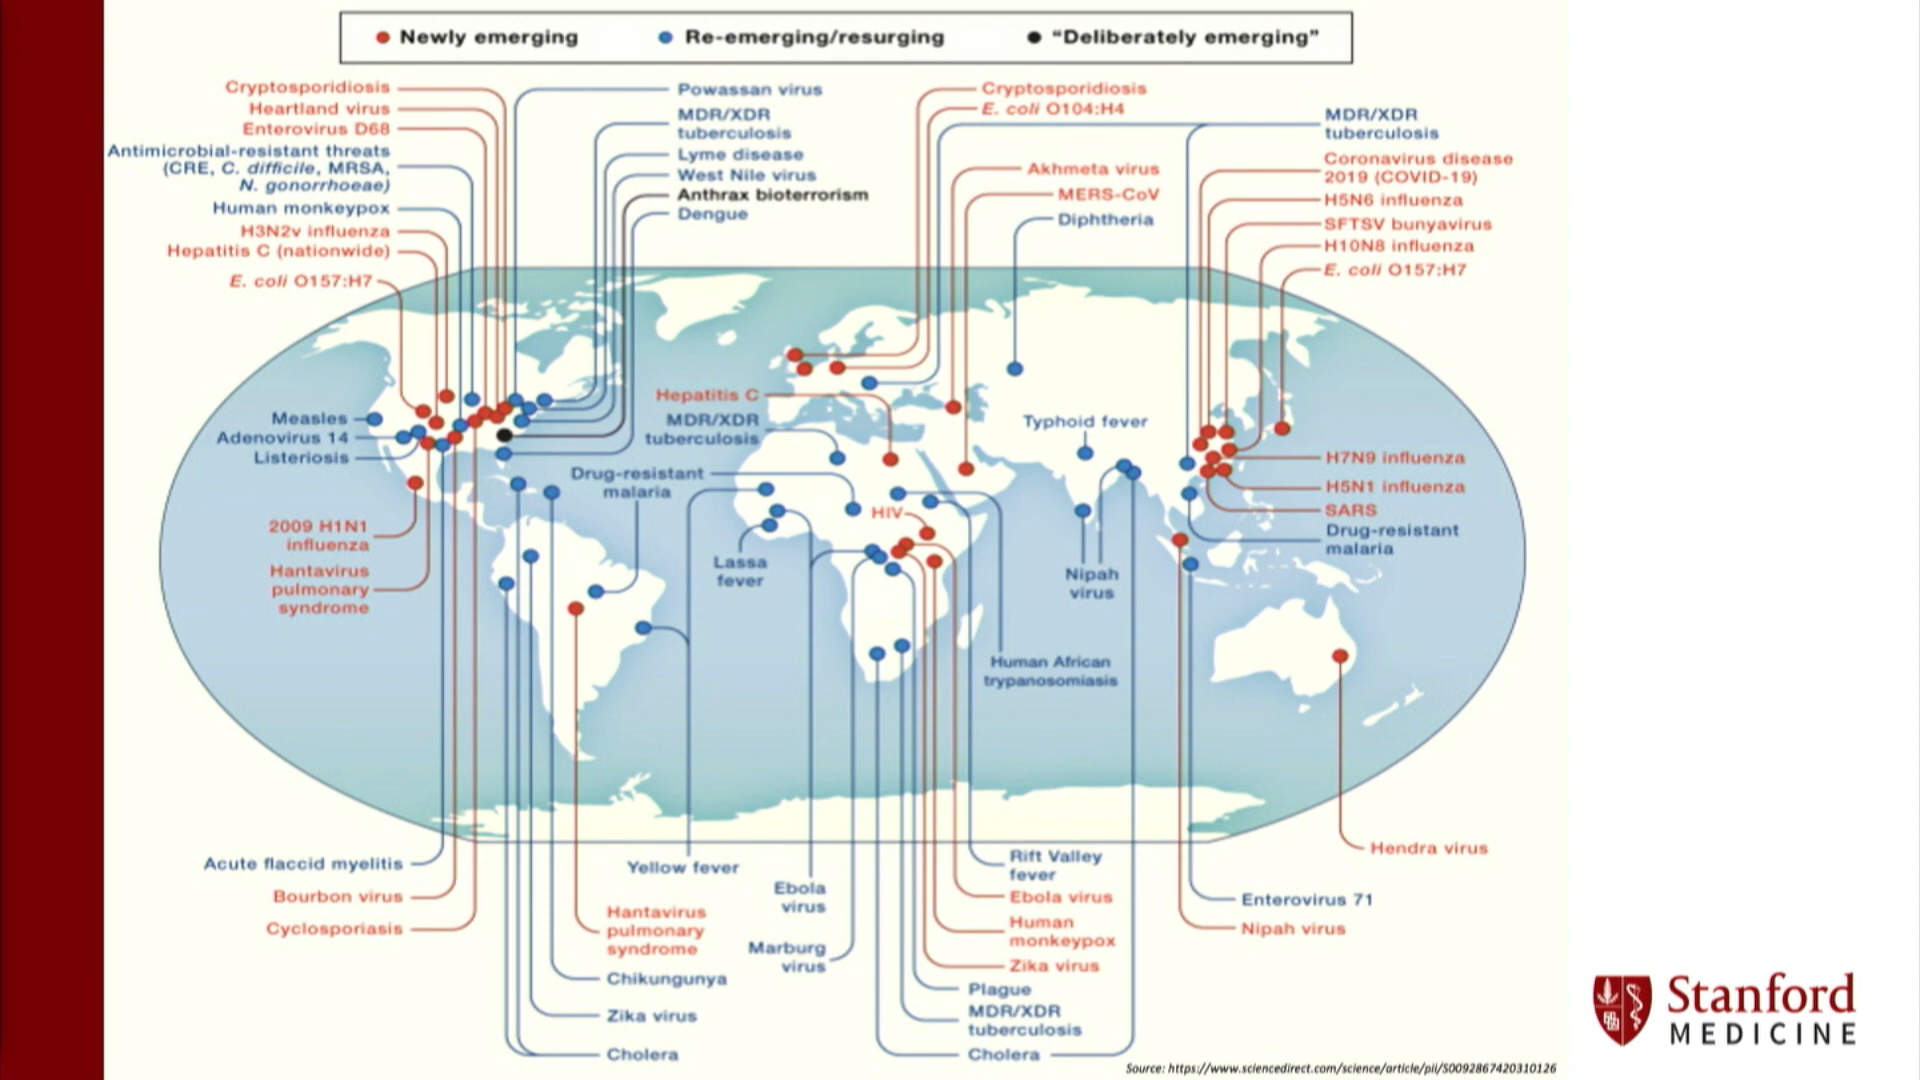 Newly emerging
Re-emerging/resurging
“Deliberately emerging”
Cryptosporidiosis
Heartland virus
Enterovirus D68
Antimicrobial-resistant threats
(CRE, C. difficile, MRSA,
N. gonorrhoeae)
Human monkeypox
H3N2v influenza
Hepatitis C (nationwide)
E. coli O157:H7
Powassan virus
MDR/XDR
tuberculosis
Lyme disease
West Nile virus
Anthrax bioterrorism
Dengue
Cryptosporidiosis
E. coli O104:H4
Akhmeta virus
MERS-CoV
Diphtheria
MDR/XDR
tuberculosis
Coronavirus disease
2019 (COVID-19)
H5N6 influenza
SFTSV bunyavirus
H10N8 influenza
E. coli O157:H7
Measles
Adenovirus 14
Listeriosis
Hepatitis C
MDR/XDR
tuberculosis
Drug-resistant
malaria
Typhoid fever
H7N9 influenza
H5N1 influenza
SARS
Drug-resistant
malaria
2009 H1N1
influenza
Hantavirus
pulmonary
syndrome
HIV
Lassa
fever
Nipah
virus
Human African
trypanosomiasis
Acute flaccid myelitis
Bourbon virus
Cyclosporiasis
Yellow fever
Hantavirus
pulmonary
syndrome
Chikungunya
Zika virus
Cholera
Ebola
virus
Marburg
virus
Rift Valley
fever
Ebola virus
Human
monkeypox
Zika virus
Plague
MDR/XDR
tuberculosis
Cholera
Hendra virus
Enterovirus 71
Nipah virus
Stanford
MEDICINE
Source: https://www.sciencedirect.com/science/article/pii/S0092867420310126